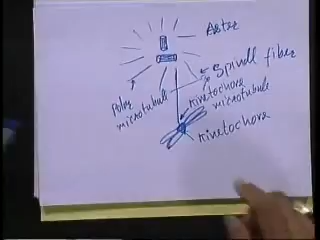 Aster
Spindl fiber
Kinetochore
microtubule
Polar
microtubule
Kinetochore